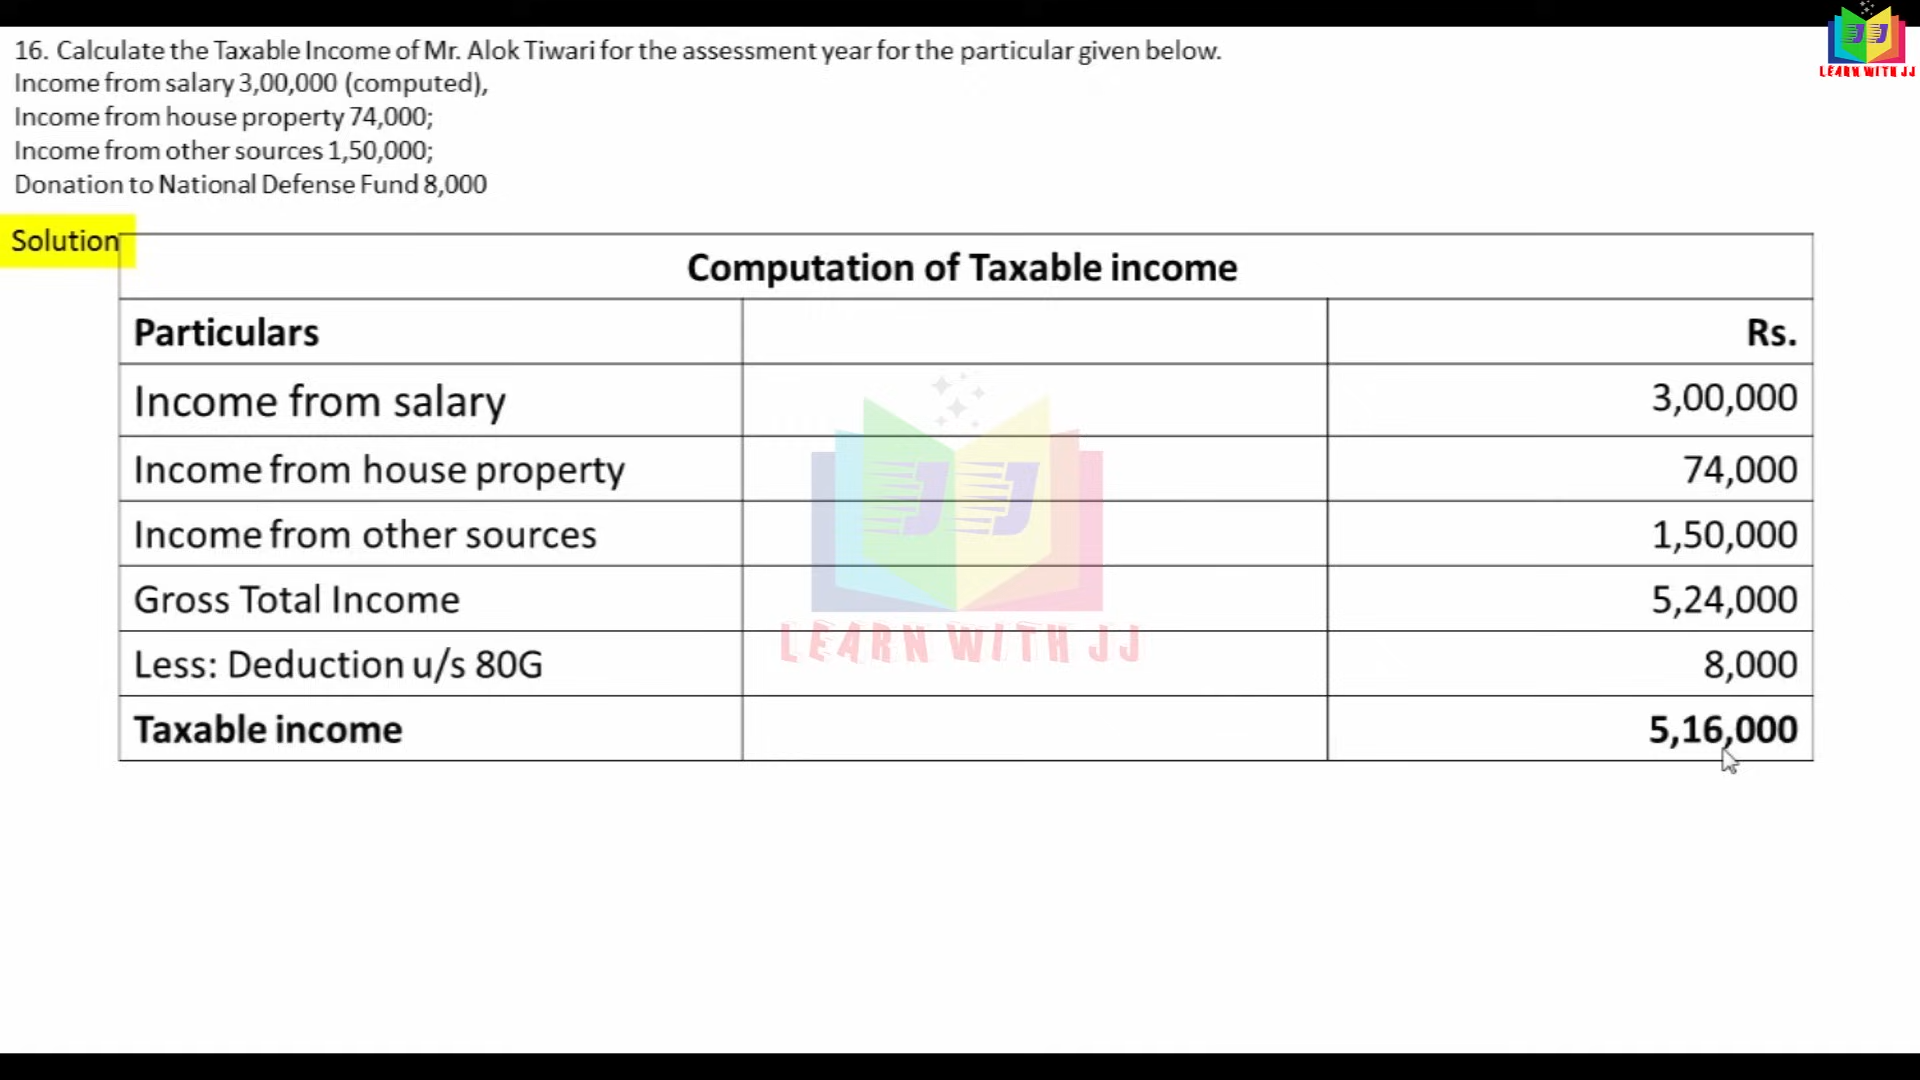 16. Calculate the Taxable Income of Mr. Alok Tiwari for the assessment year for the particular given below.
Income from salary 3,00,000 (computed),
Income from house property 74,000;
Income from other sources 1,50,000;
Donation to National Defense Fund 8,000
LEARN WITH JJ
Solution
Computation of Taxable income
Particulars Rs.
Income from salary 3,00,000
Income from house property 74,000
Income from other sources 1,50,000
Gross Total Income 5,24,000
Less: Deduction u/s 80G 8,000
Taxable income 5,16,000
JJ
LEARN WITH JJ